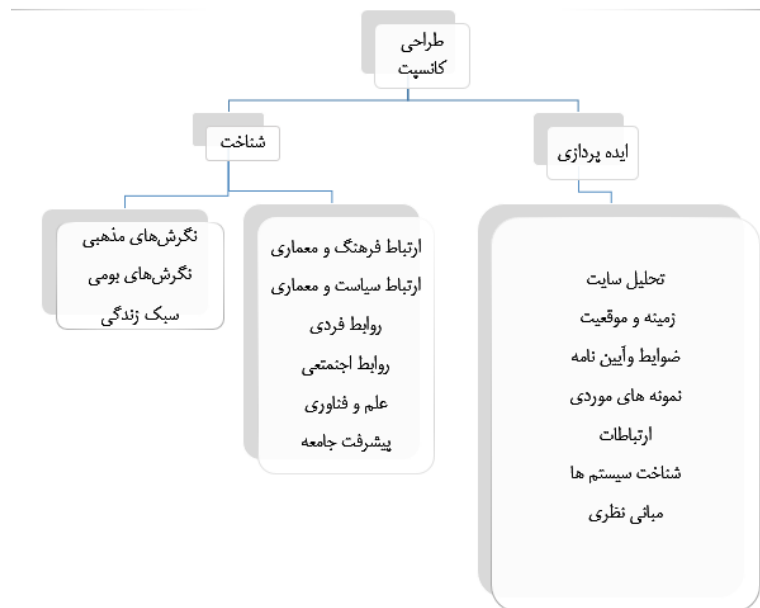 طراحی
کانسپت
ایده پردازی
شناخت
تحلیل سایت
زمینه و موقعیت
ضوابط وآیین نامه
نمونه های موردی
ارتباطات
شناخت سیستم ها
مبانی نظری
ارتباط فرهنگ و معماری
ارتباط سیاست و معماری
روابط فردی
روابط اجتمتعی
علم و فناوری
پیشرفت جامعه
نگرش‌های مذهبی
نگرش‌های بومی
سبک زندگی